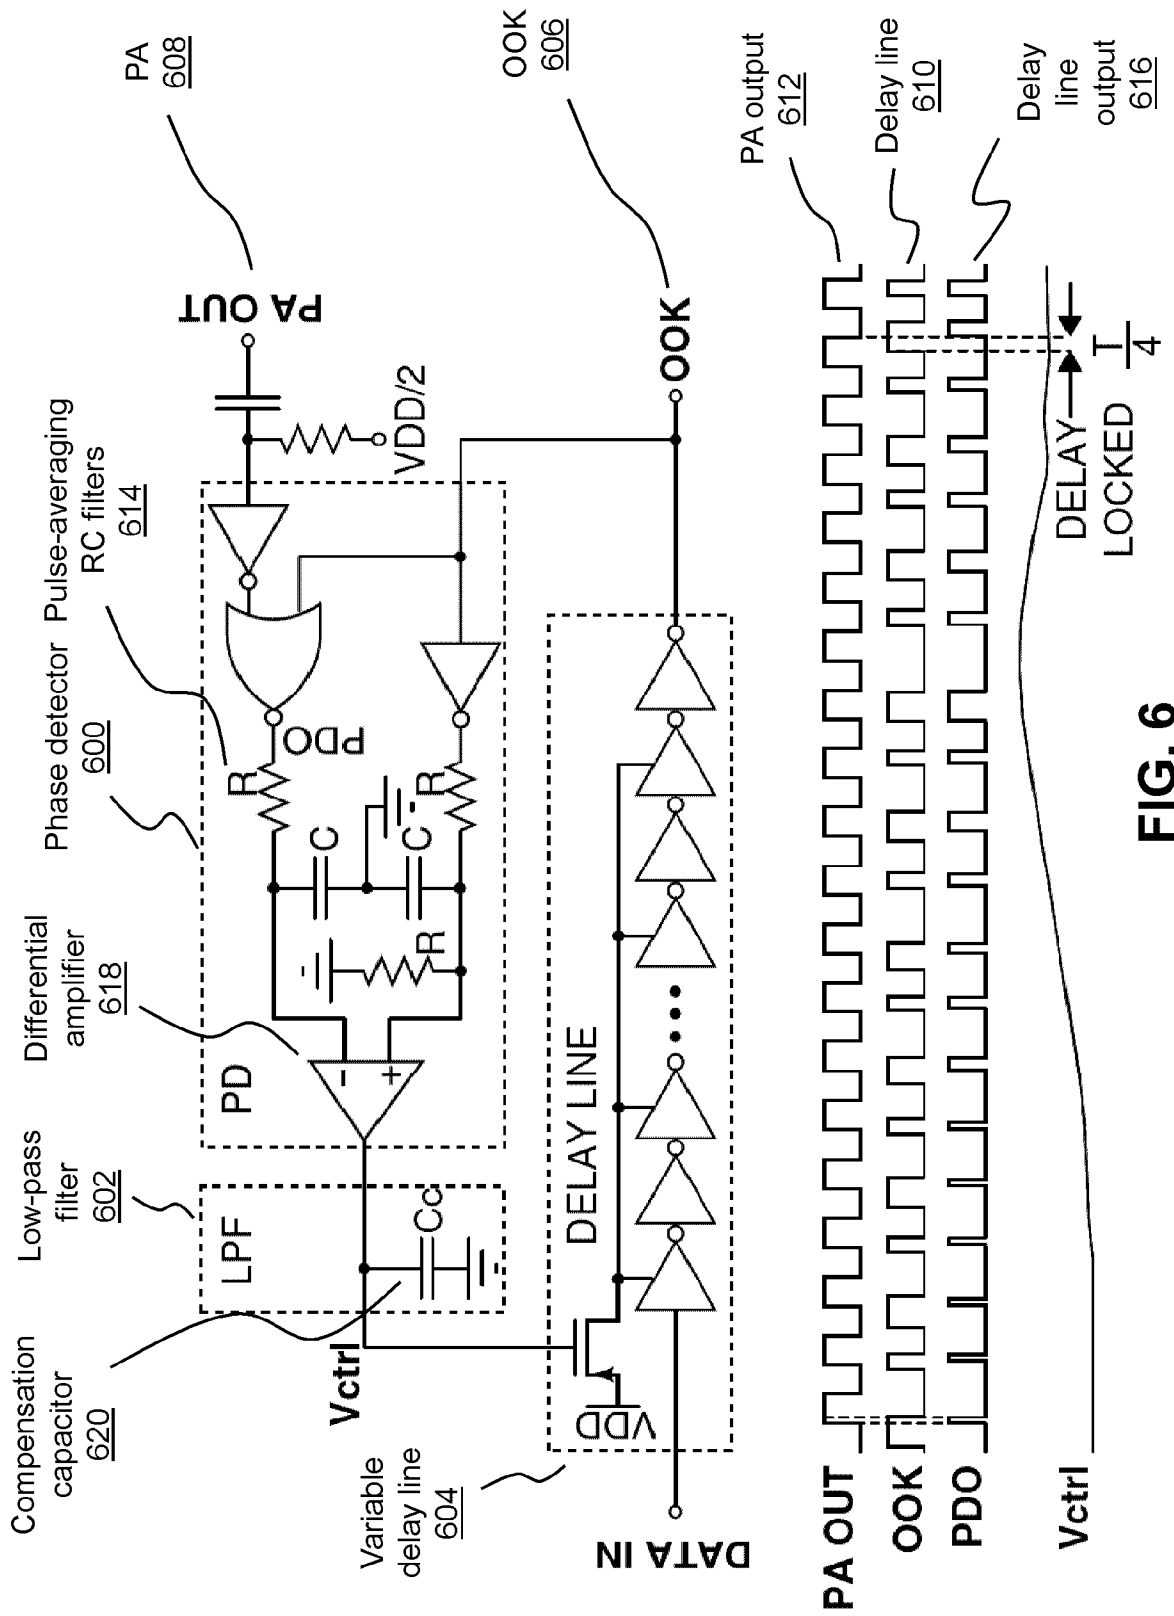 Compensation
capacitor
620
Low-pass
filter
602
Differential
amplifier
618
Phase detector
600
Pulse-averaging
RC filters
614
PA
608
LPF
Cc
PD
-
+
R
C
C
R
R
PDO
PA OUT
VDD/2
Vctrl
Variable
delay line
604
VDD
DELAY LINE
DATA IN
OOK
OOK
606
PA OUT
PA output
612
OOK
Delay line
610
PDO
Delay
line
output
616
Vctrl
DELAY
LOCKED
T
4
FIG. 6